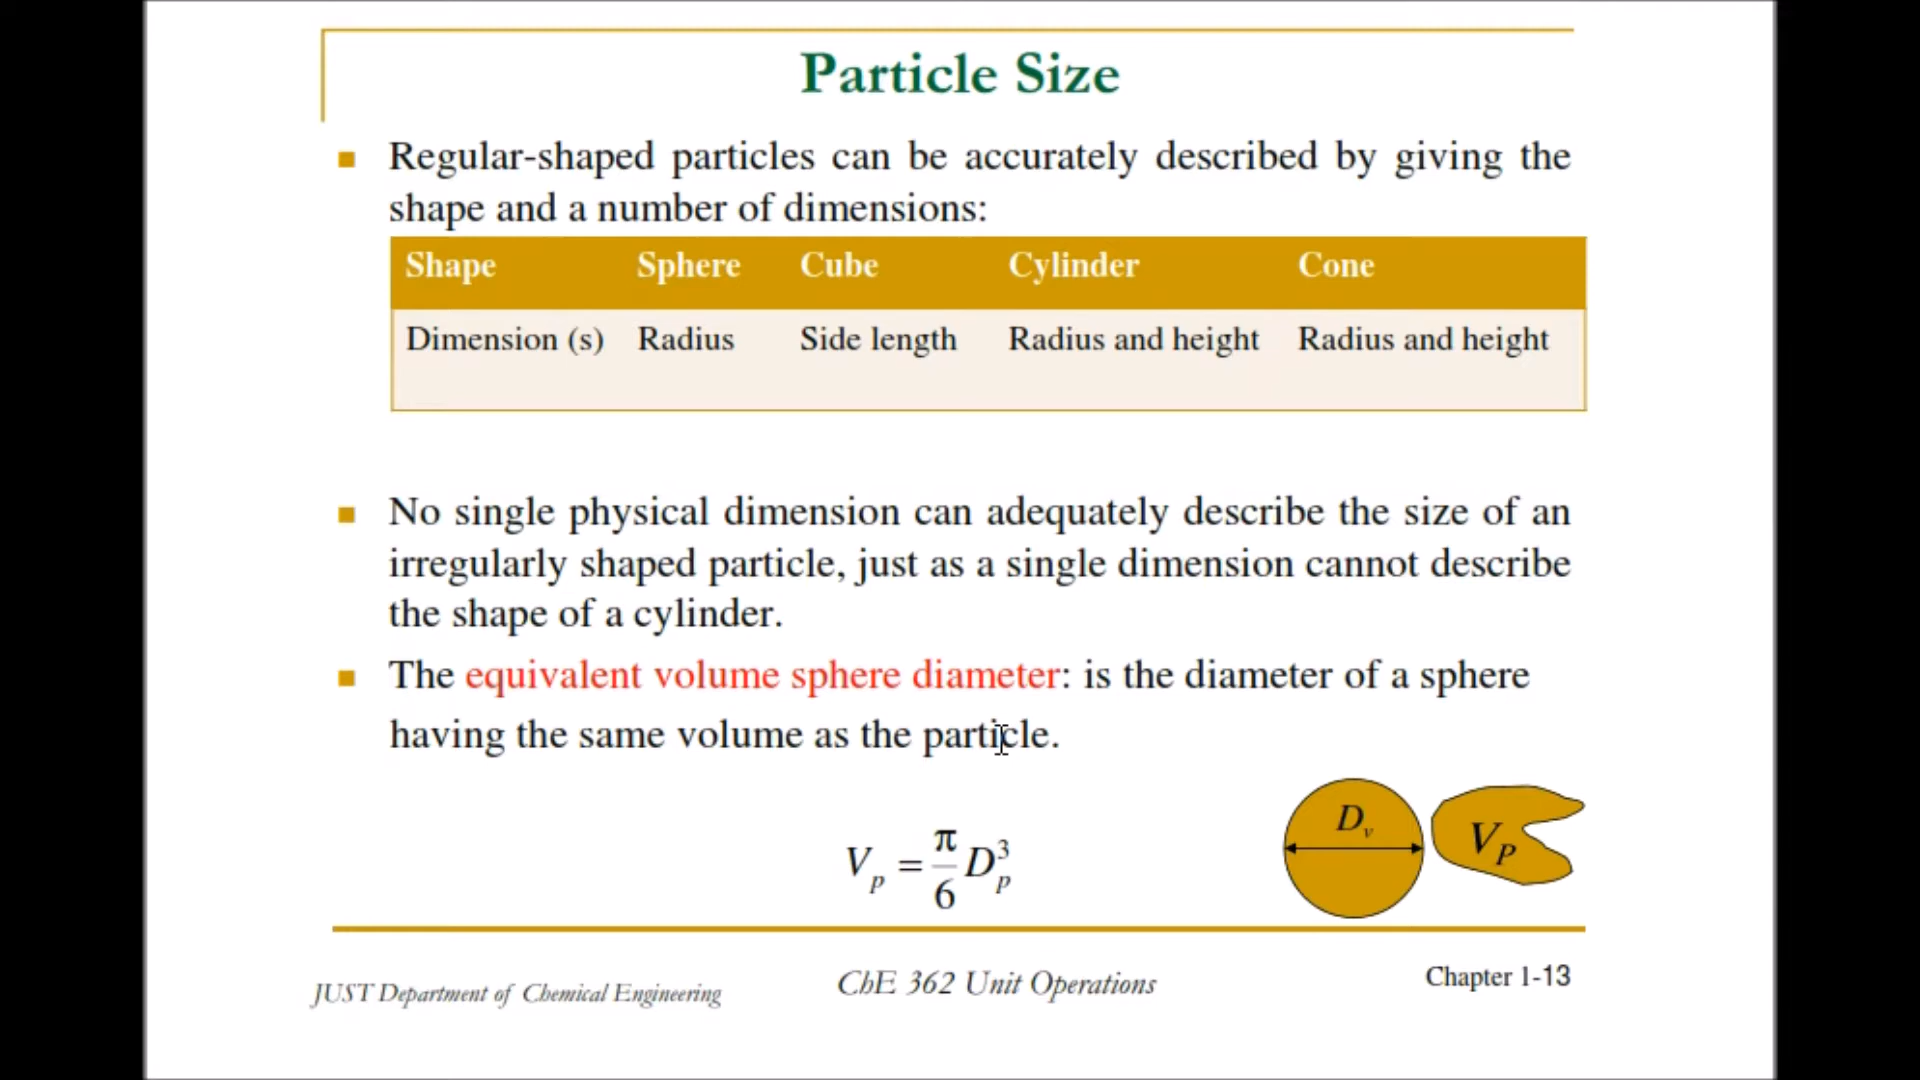 Particle Size
■ Regular-shaped particles can be accurately described by giving the
shape and a number of dimensions:
Shape Sphere Cube Cylinder Cone
Dimension (s) Radius Side length Radius and height Radius and height
■ No single physical dimension can adequately describe the size of an
irregularly shaped particle, just as a single dimension cannot describe
the shape of a cylinder.
■ The equivalent volume sphere diameter: is the diameter of a sphere
having the same volume as the particle.
V_p = π/6 D_p^3
D_v
V_P
JUST Department of Chemical Engineering
ChE 362 Unit Operations
Chapter 1-13